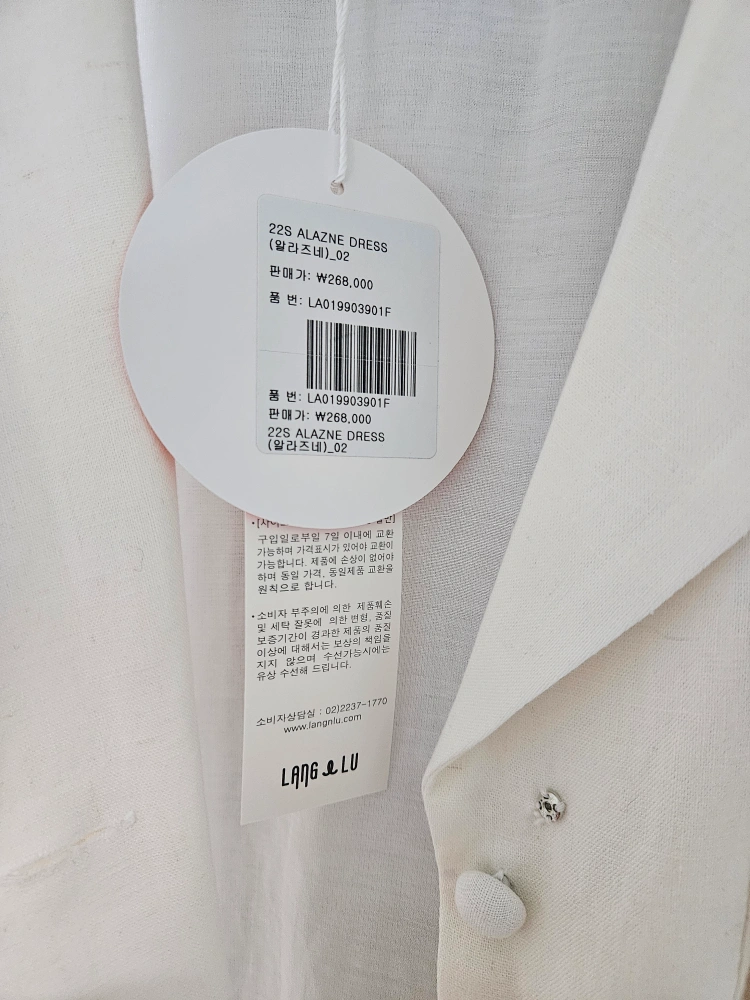 22S ALAZNE DRESS
(알라즈네)_02
판매가: ₩268,000
품 번: LA019903901F
품 번: LA019903901F
판매가: ₩268,000
22S ALAZNE DRESS
(알라즈네)_02
구입일로부일 7일 이내에 교환
가능하며 가격표시가 있어야 교환이
가능합니다. 제품에 손상이 없어야
하며 동일 가격, 동일제품 교환을
원칙으로 합니다.
•소비자 부주의에 의한 제품훼손
및 세탁 잘못에 의한 변형, 품질
보증기간이 경과한 제품의 품질
이상에 대해서는 보상의 책임을
지지 않으며 수선가능시에는
유상 수선해 드립니다.
소비자상담실 : 02)2237-1770
www.langnlu.com
LANG & LU